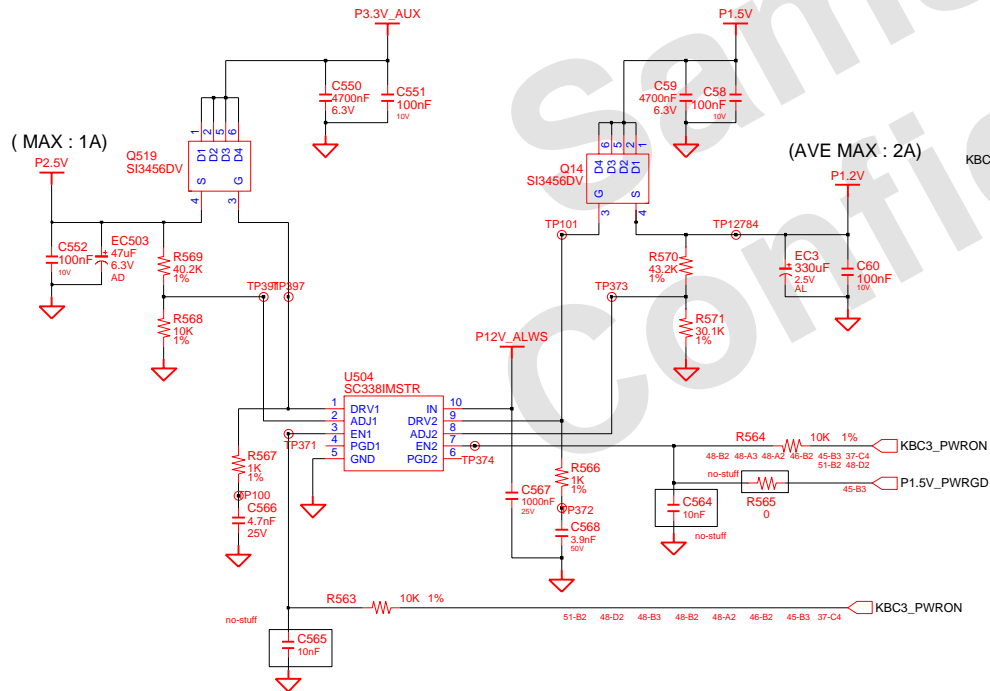 P3.3V_AUX
P1.5V
C550
4700nF
6.3V
C551
100nF
10V
C59
4700nF
6.3V
C58
100nF
10V
( MAX : 1A)
P2.5V
1
2
5
6
D1
D2
D3
D4
Q519
SI3456DV
S
G
4
3
6
5
2
1
D4
D3
D2
D1
Q14
SI3456DV
G
S
3
4
(AVE MAX : 2A)
P1.2V
KBC
C552
100nF
10V
EC503
47uF
6.3V
AD
R569
40.2K
1%
R568
10K
1%
TP397
TP101
TP12784
R570
43.2K
1%
TP373
R571
30.1K
1%
EC3
330uF
2.5V
AL
C60
100nF
10V
P12V_ALWS
U504
SC338IMSTR
1 DRV1 IN 10
2 ADJ1 DRV2 9
3 EN1 ADJ2 8
4 PGD1 EN2 7
5 GND PGD2 6
TP371
TP374
R567
1K
1%
TP100
C566
4.7nF
25V
C567
1000nF
25V
R566
1K
1%
TP372
C568
3.9nF
50V
R564 10K 1%
KBC3_PWRON
48-B2 48-A3 48-A2 46-B2 45-B3 37-C4
51-B2 48-D2
no-stuff
R565
0
P1.5V_PWRGD
45-B3
C564
10nF
no-stuff
R563 10K 1%
KBC3_PWRON
51-B2 48-D2 48-B3 48-B2 48-A2 46-B2 45-B3 37-C4
no-stuff
C565
10nF